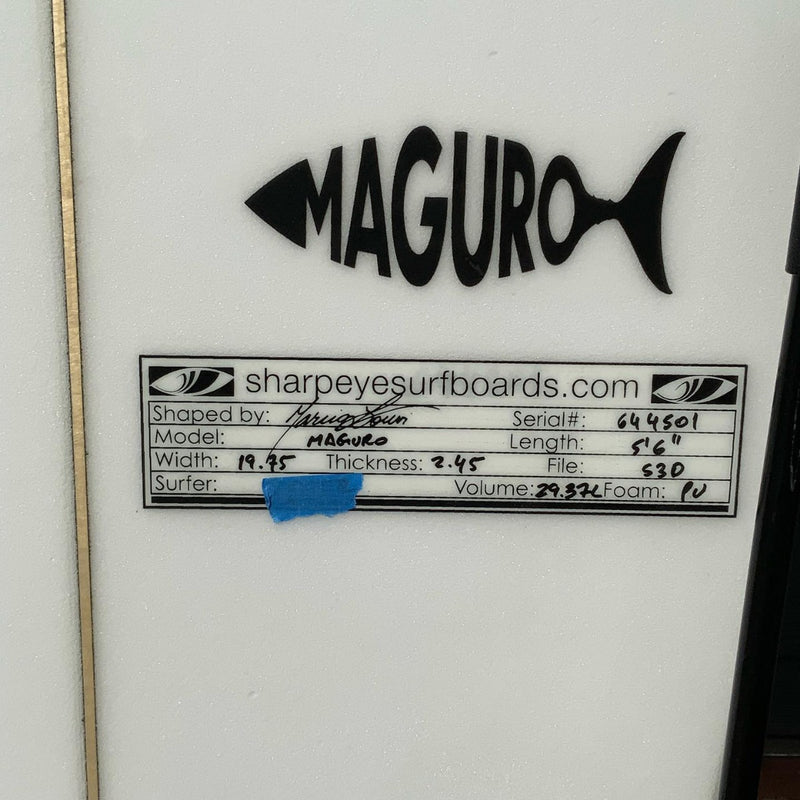 MAGURO
sharpeyesurfboards.com
Shaped by: Serial#: 644501
Model: MAGURO Length: 5'6"
Width: 19.75 Thickness: 2.45 File: S3D
Surfer: Volume: 29.37L Foam: PU